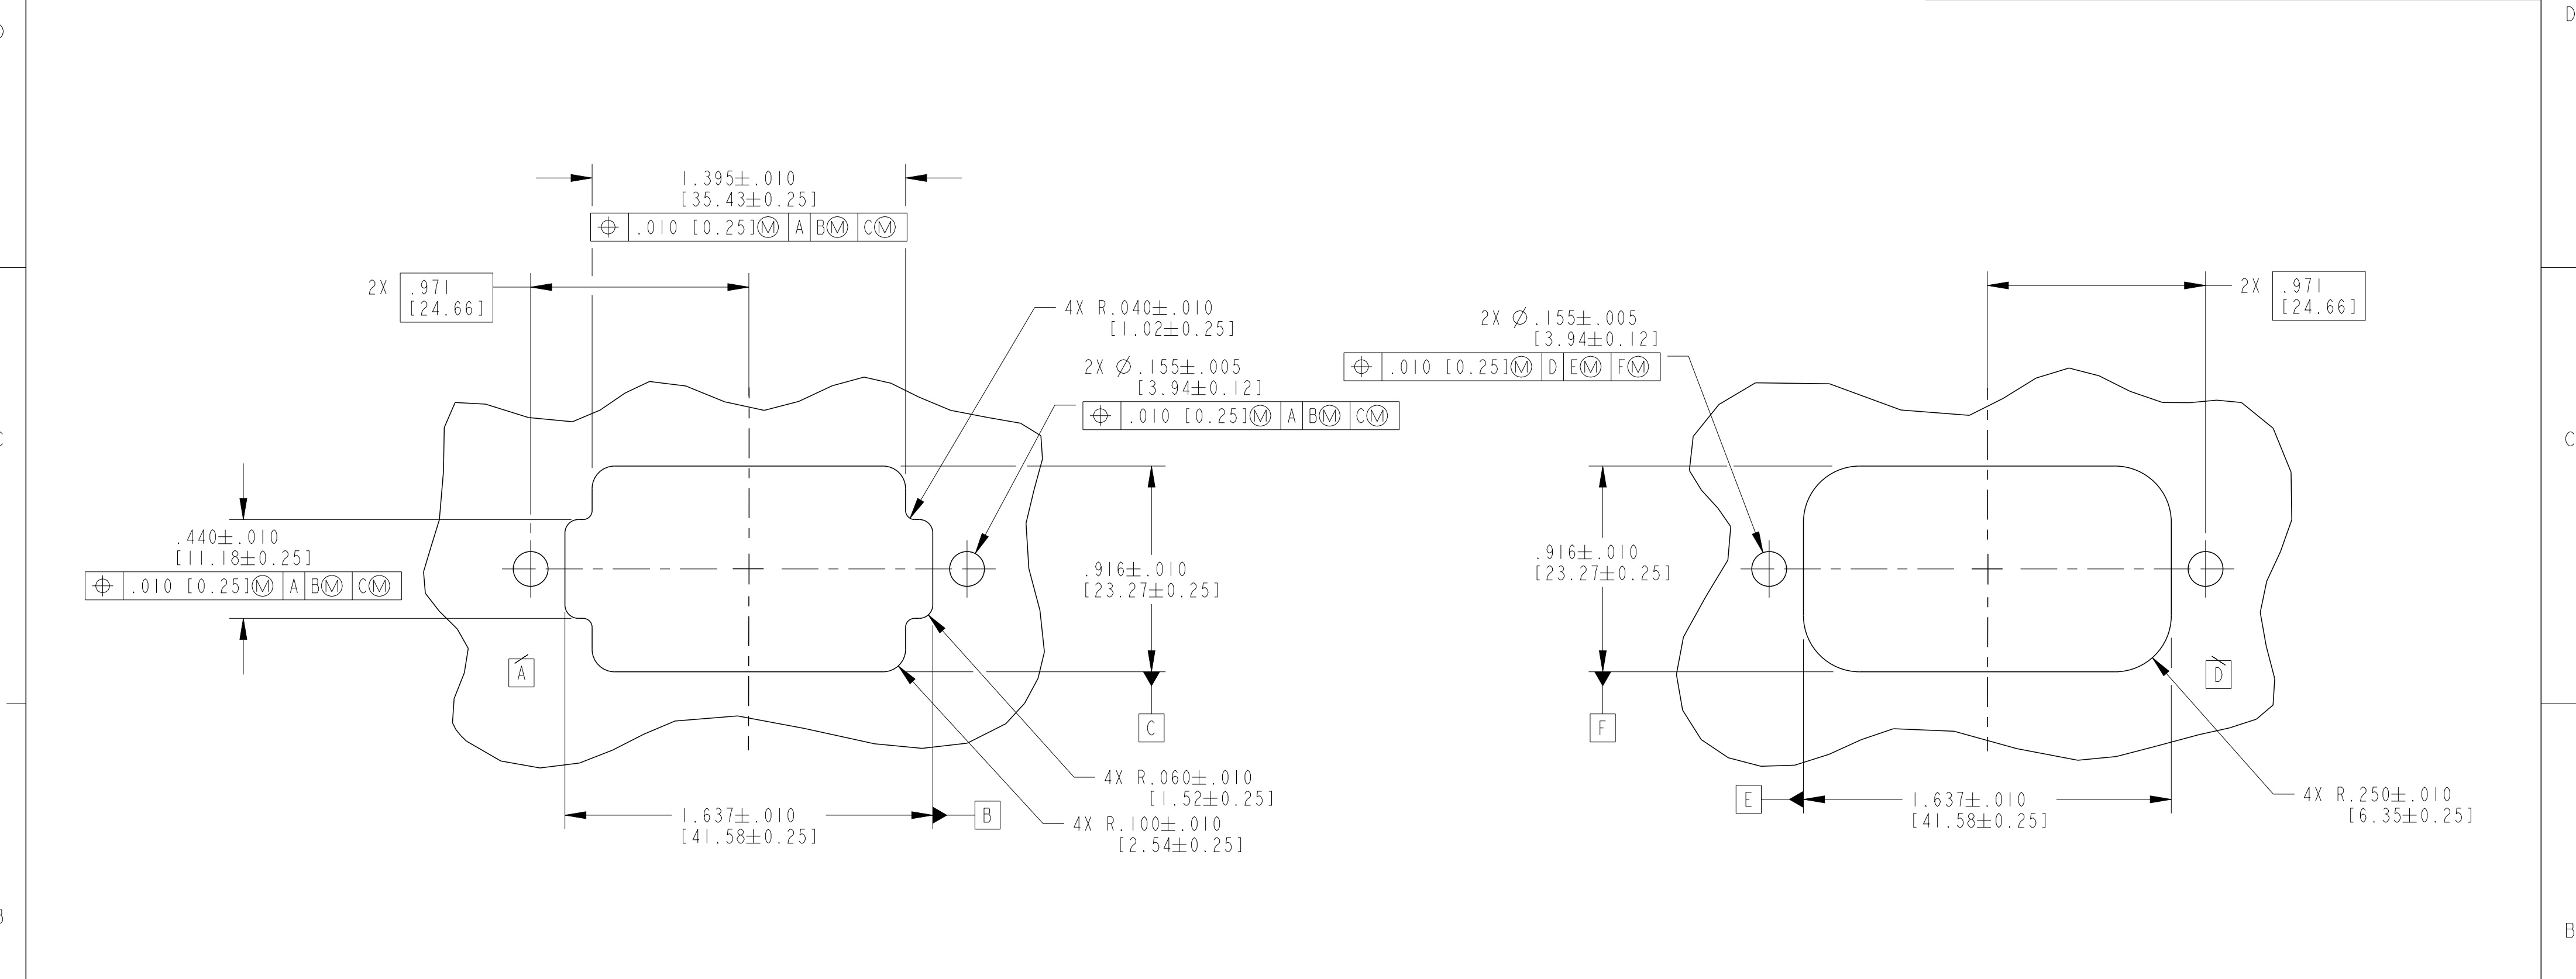 D
D
1.395±.010
[35.43±0.25]
⌖ .010 [0.25]Ⓜ A BⓂ CⓂ
2X .971
[24.66]
4X R.040±.010
[1.02±0.25]
2X Ø.155±.005
[3.94±0.12]
⌖ .010 [0.25]Ⓜ A BⓂ CⓂ
.440±.010
[11.18±0.25]
⌖ .010 [0.25]Ⓜ A BⓂ CⓂ
.916±.010
[23.27±0.25]
A
C
4X R.060±.010
[1.52±0.25]
4X R.100±.010
[2.54±0.25]
1.637±.010
[41.58±0.25]
B
2X .971
[24.66]
2X Ø.155±.005
[3.94±0.12]
⌖ .010 [0.25]Ⓜ D EⓂ FⓂ
.916±.010
[23.27±0.25]
D
F
E
1.637±.010
[41.58±0.25]
4X R.250±.010
[6.35±0.25]
C
C
B
B